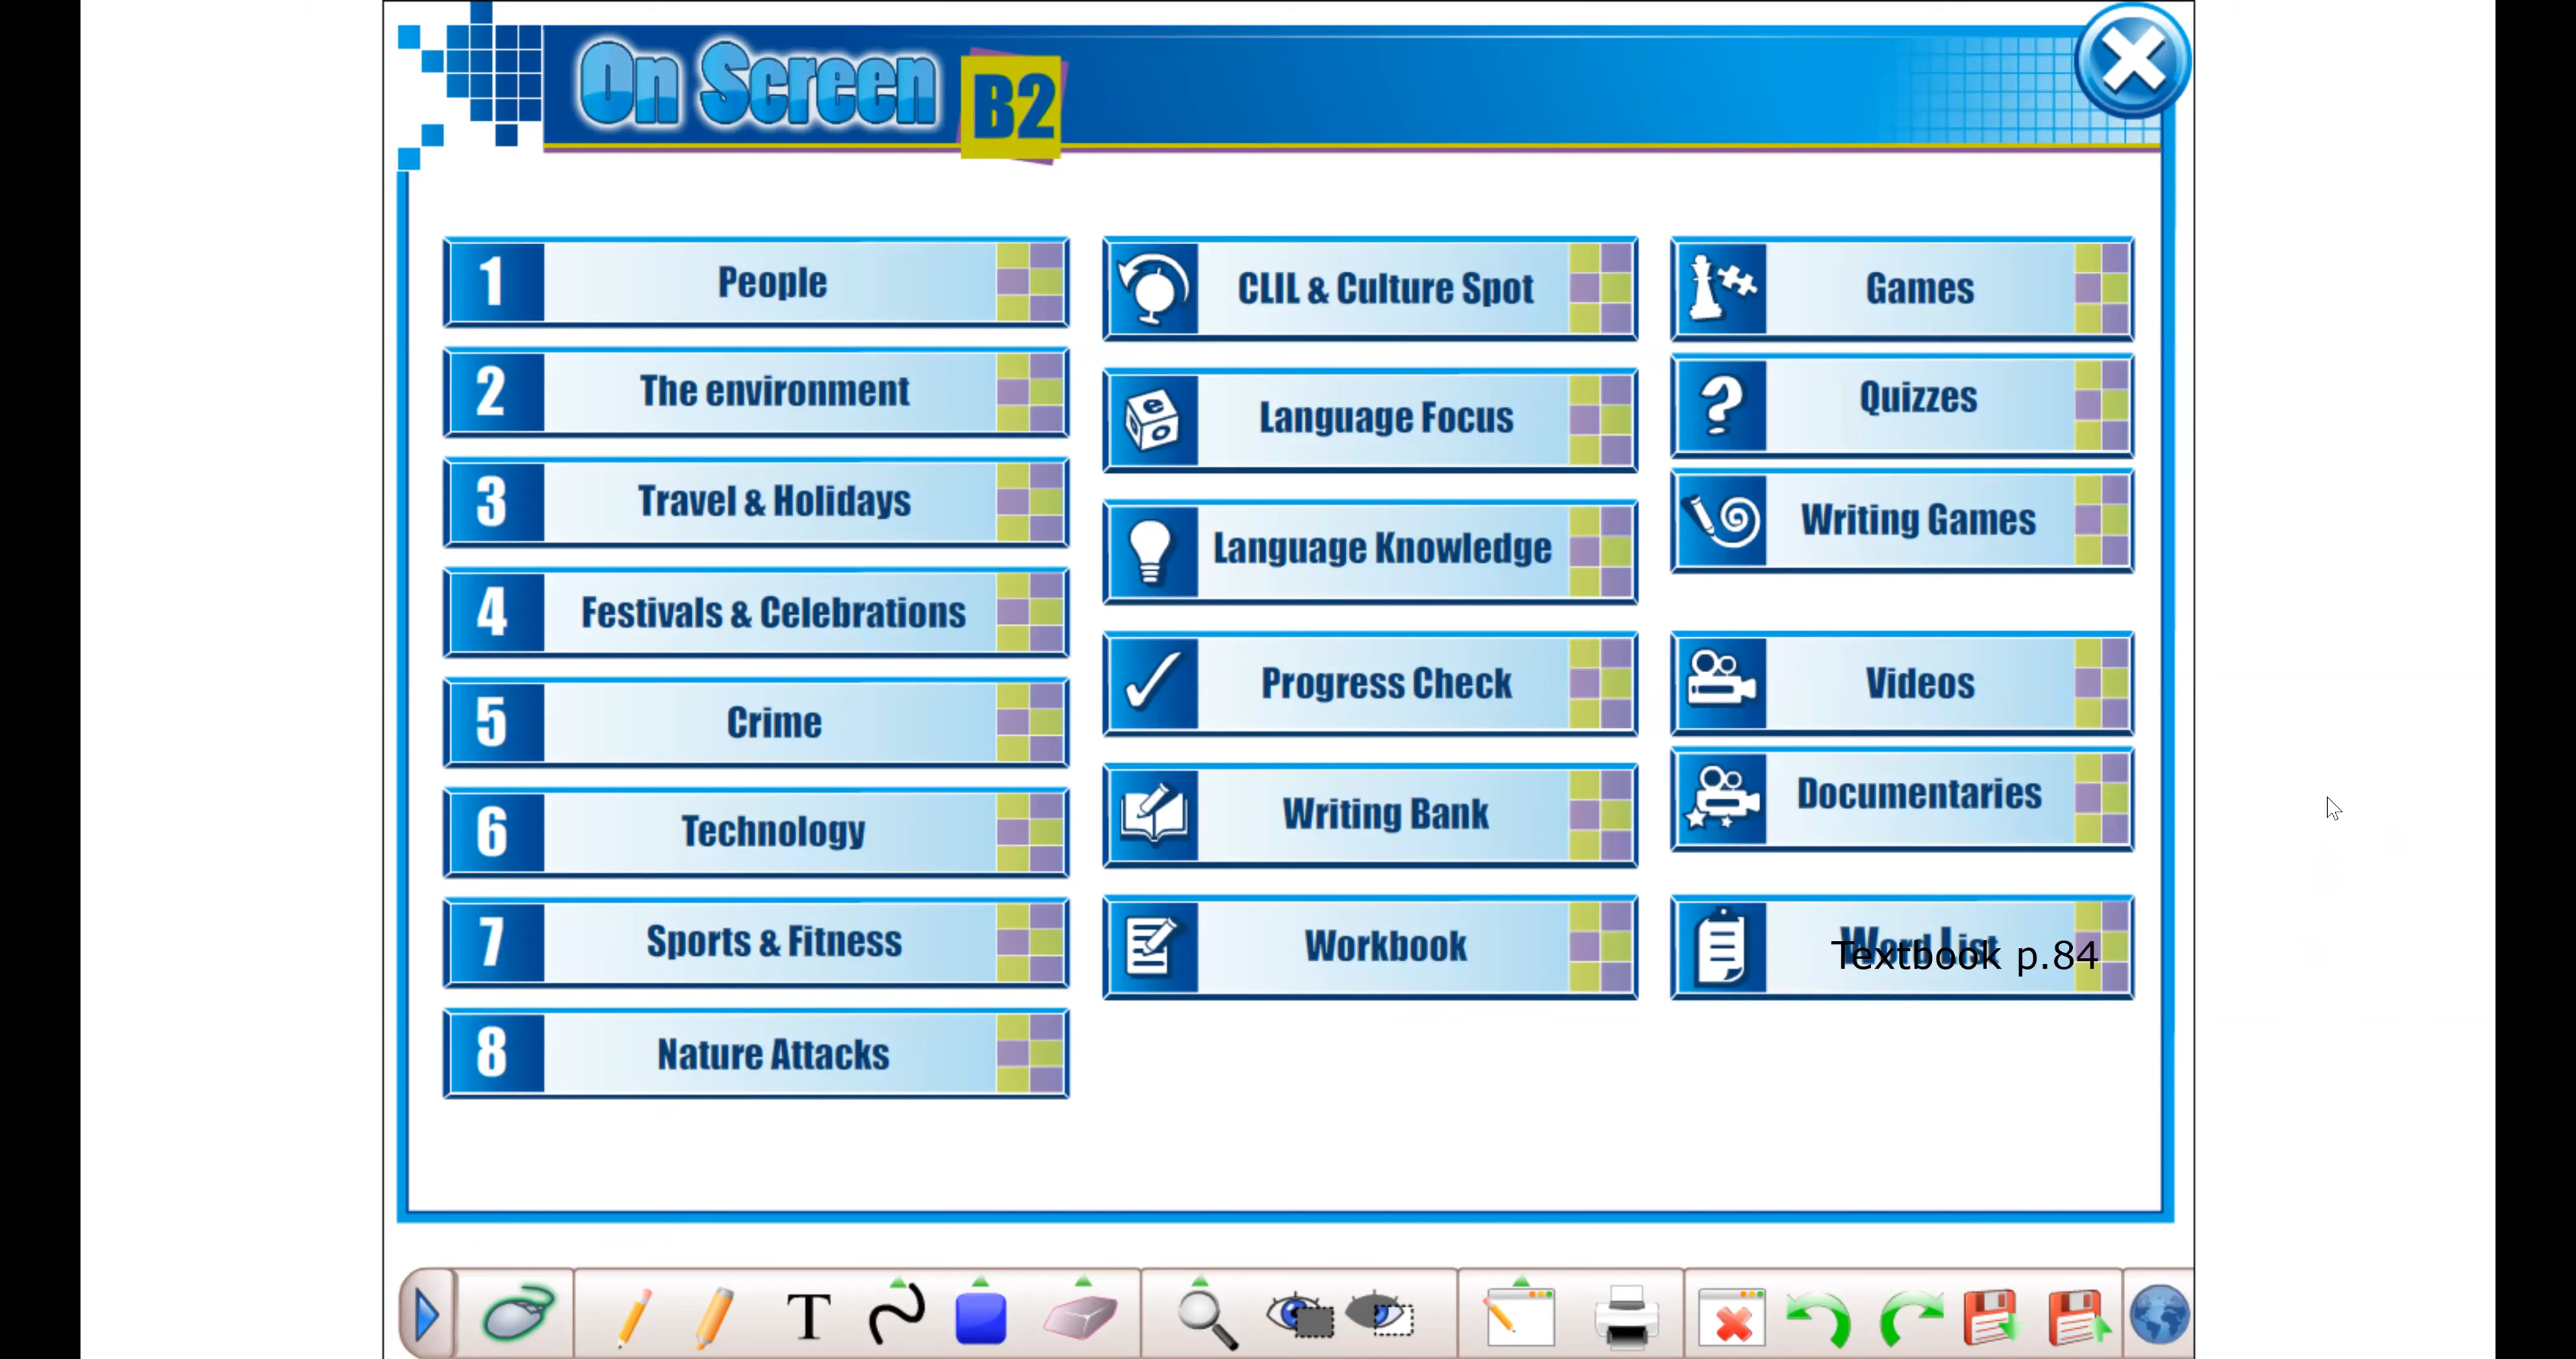 On Screen B2
1 People
2 The environment
3 Travel & Holidays
4 Festivals & Celebrations
5 Crime
6 Technology
7 Sports & Fitness
8 Nature Attacks
CLIL & Culture Spot
Language Focus
Language Knowledge
Progress Check
Writing Bank
Workbook
Games
? Quizzes
Writing Games
Videos
Documentaries
Word List
Textbook p.84
T